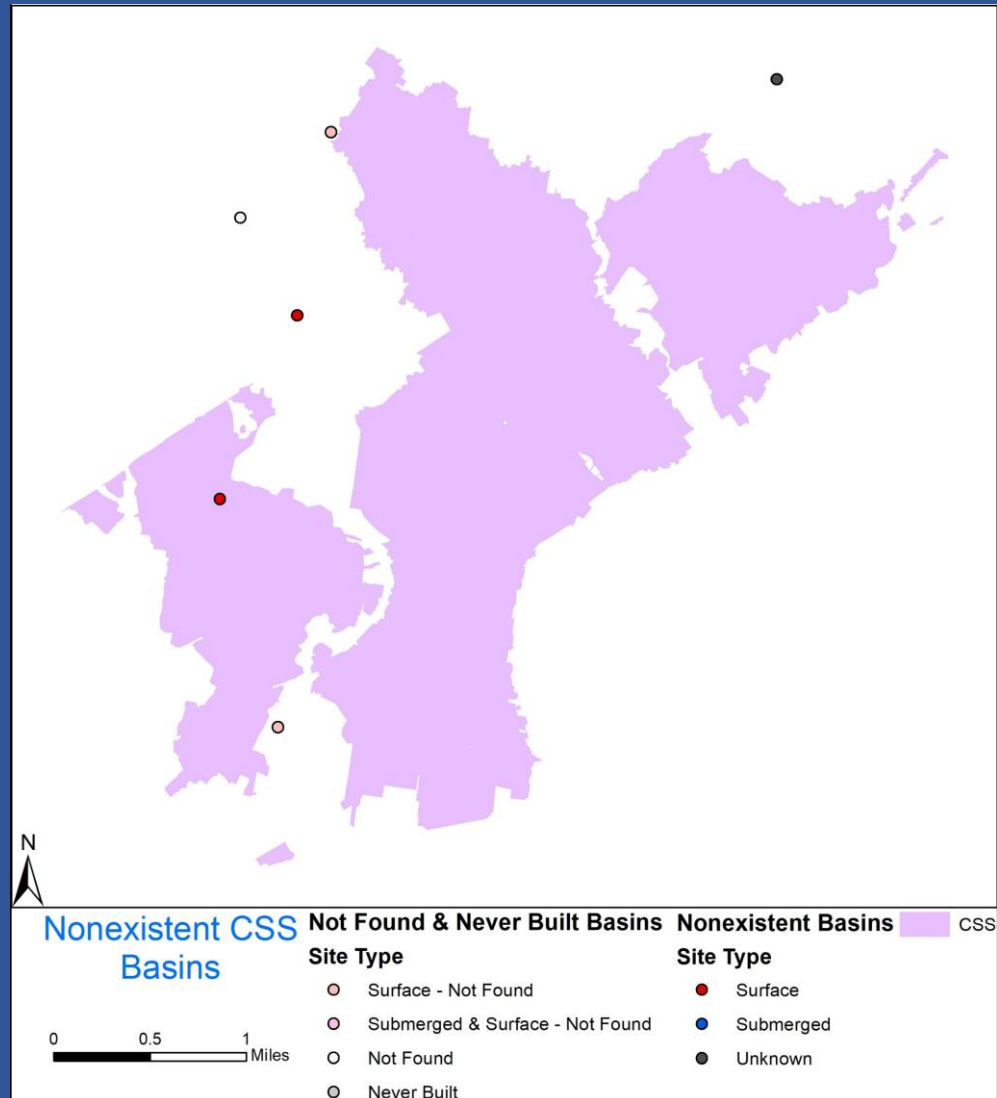 N
Nonexistent CSS
Basins
0 0.5 1
Miles
Not Found & Never Built Basins
Site Type
Surface - Not Found
Submerged & Surface - Not Found
Not Found
Never Built
Nonexistent Basins
Site Type
Surface
Submerged
Unknown
CSS